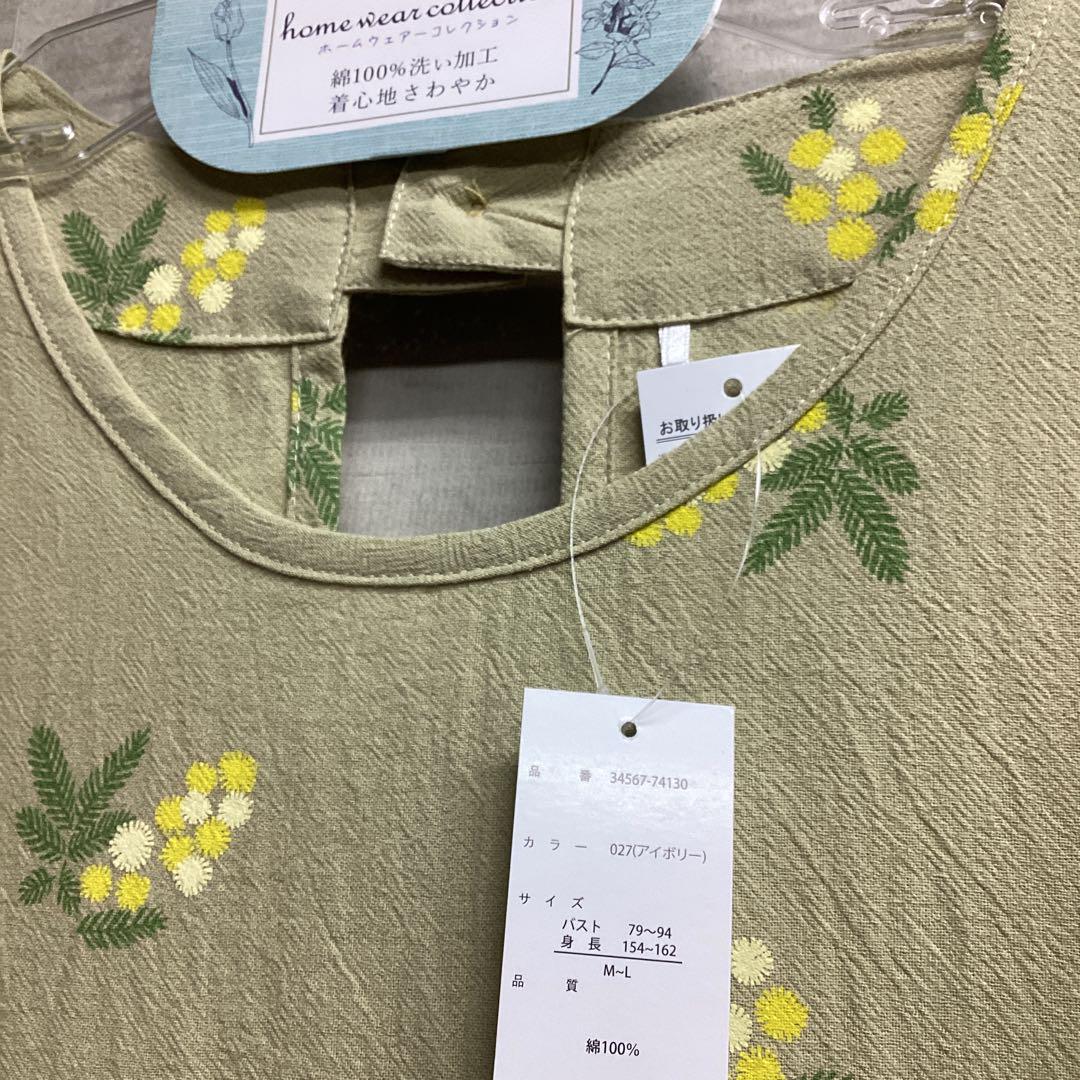 home wear collection
ホームウェアーコレクション
綿100%洗い加工
着心地さわやか
お取り扱
品 番 34567-74130
カ ラ ー 027(アイボリー)
サ イ ズ
バスト 79～94
身 長 154~162
M~L
品 質
綿100%